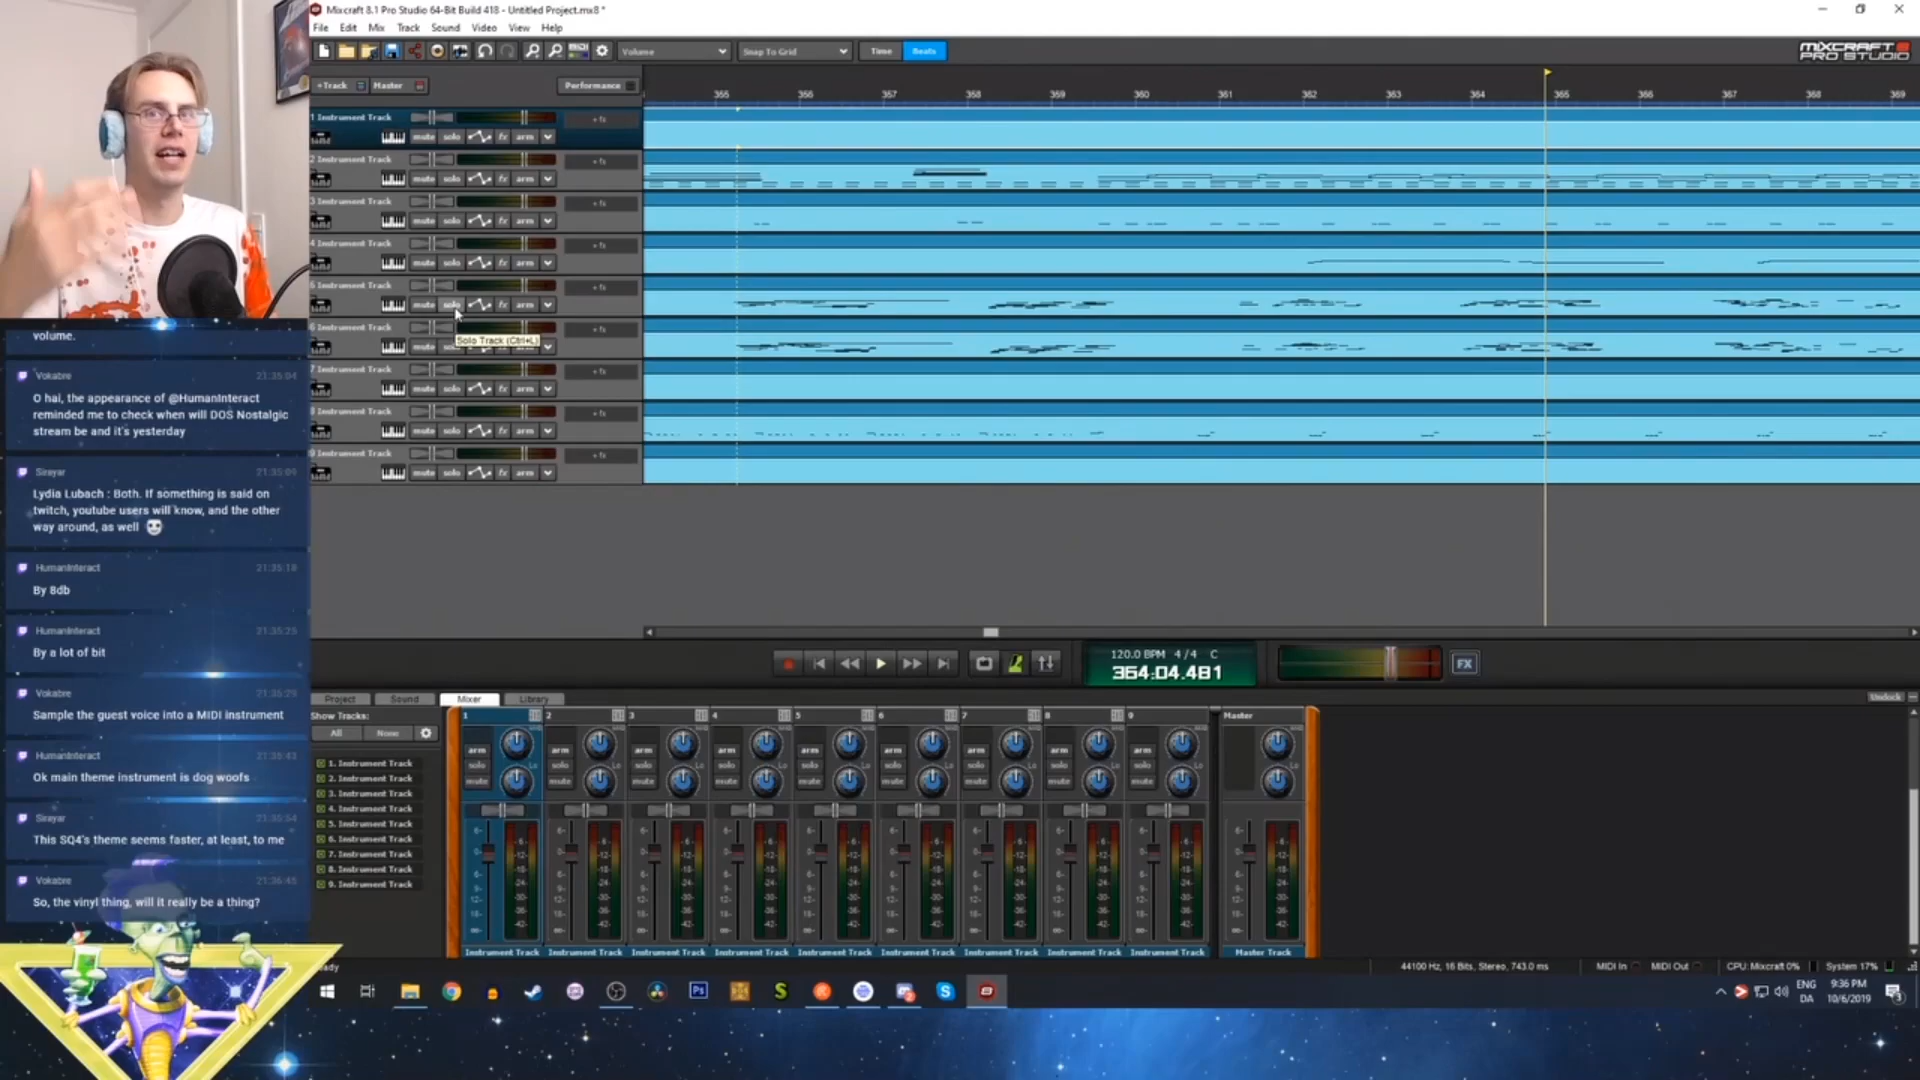 Mixcraft 8.1 Pro Studio 64-Bit Build 418 - Untitled Project.mx8 *
File Edit Mix Track Sound Video View Help
Volume
Snap To Grid
Time Beats
MIXCRAFT 8
PRO STUDIO
+Track Master Performance
355 356 357 358 359 360 361 362 363 364 365 366 367 368 369
1 Instrument Track +fx
mute solo fx arm
2 Instrument Track +fx
mute solo fx arm
3 Instrument Track +fx
mute solo fx arm
4 Instrument Track +fx
mute solo fx arm
5 Instrument Track +fx
mute solo fx arm
6 Instrument Track +fx
Solo Track (Ctrl+L)
mute
7 Instrument Track +fx
mute solo fx arm
8 Instrument Track +fx
mute solo fx arm
9 Instrument Track +fx
mute solo fx arm
volume.
Vokabre 21:35:04
O hai, the appearance of @HumanInteract
reminded me to check when will DOS Nostalgic
stream be and it's yesterday
Sirayar 21:35:09
Lydia Lubach : Both. If something is said on
twitch, youtube users will know, and the other
way around, as well
HumanInteract 21:35:18
By 8db
HumanInteract 21:35:23
By a lot of bit
Vokabre 21:35:29
Sample the guest voice into a MIDI instrument
HumanInteract 21:35:43
Ok main theme instrument is dog woofs
Sirayar 21:35:54
This SQ4's theme seems faster, at least, to me
Vokabre 21:36:45
So, the vinyl thing, will it really be a thing?
120.0 BPM 4/4 C
364:04.481
FX
Project Sound Mixer Library
Undock
Show Tracks:
All None
1. Instrument Track
2. Instrument Track
3. Instrument Track
4. Instrument Track
5. Instrument Track
6. Instrument Track
7. Instrument Track
8. Instrument Track
9. Instrument Track
1 2 3 4 5 6 7 8 9 Master
arm arm arm arm arm arm arm arm arm
solo solo solo solo solo solo solo solo solo
mute mute mute mute mute mute mute mute mute
Instrument Track Instrument Track Instrument Track Instrument Track Instrument Track Instrument Track Instrument Track Instrument Track Instrument Track Master Track
44100 Hz, 16 Bits, Stereo, 743.0 ms MIDI In MIDI Out CPU: Mixcraft 0% System 17%
ENG
DA
9:36 PM
10/6/2019